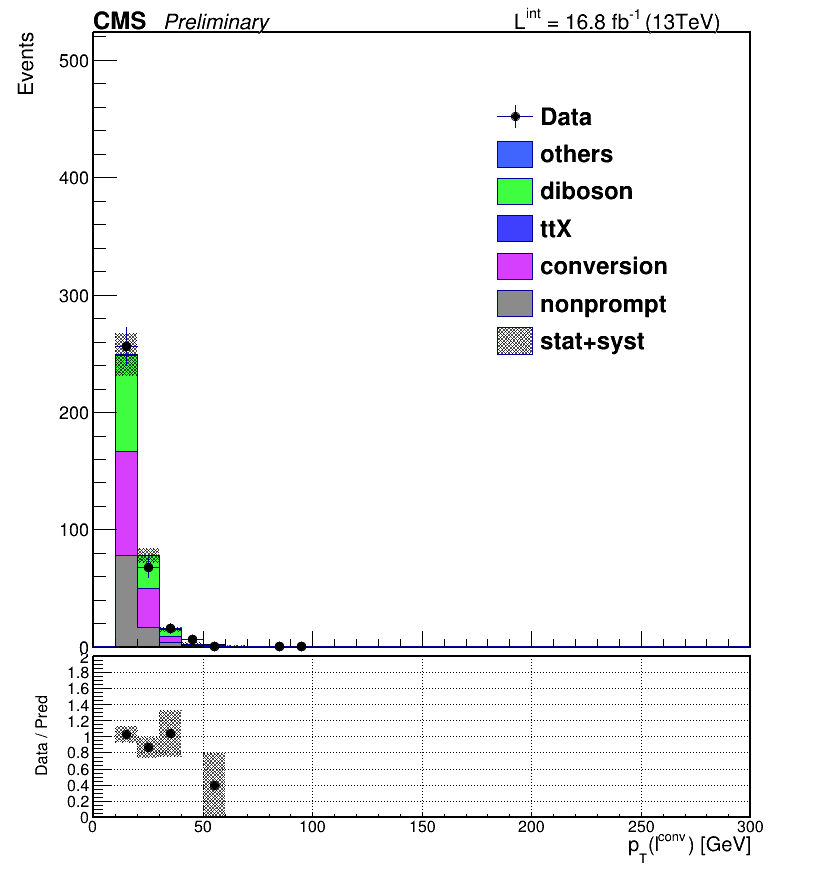 CMS Preliminary L^int = 16.8 fb^-1 (13TeV)
Events
500
400
300
200
100
0
Data
others
diboson
ttX
conversion
nonprompt
stat+syst
Data / Pred
2
1.8
1.6
1.4
1.2
1
0.8
0.6
0.4
0.2
0
0 50 100 150 200 250 300
p_T(l^conv) [GeV]